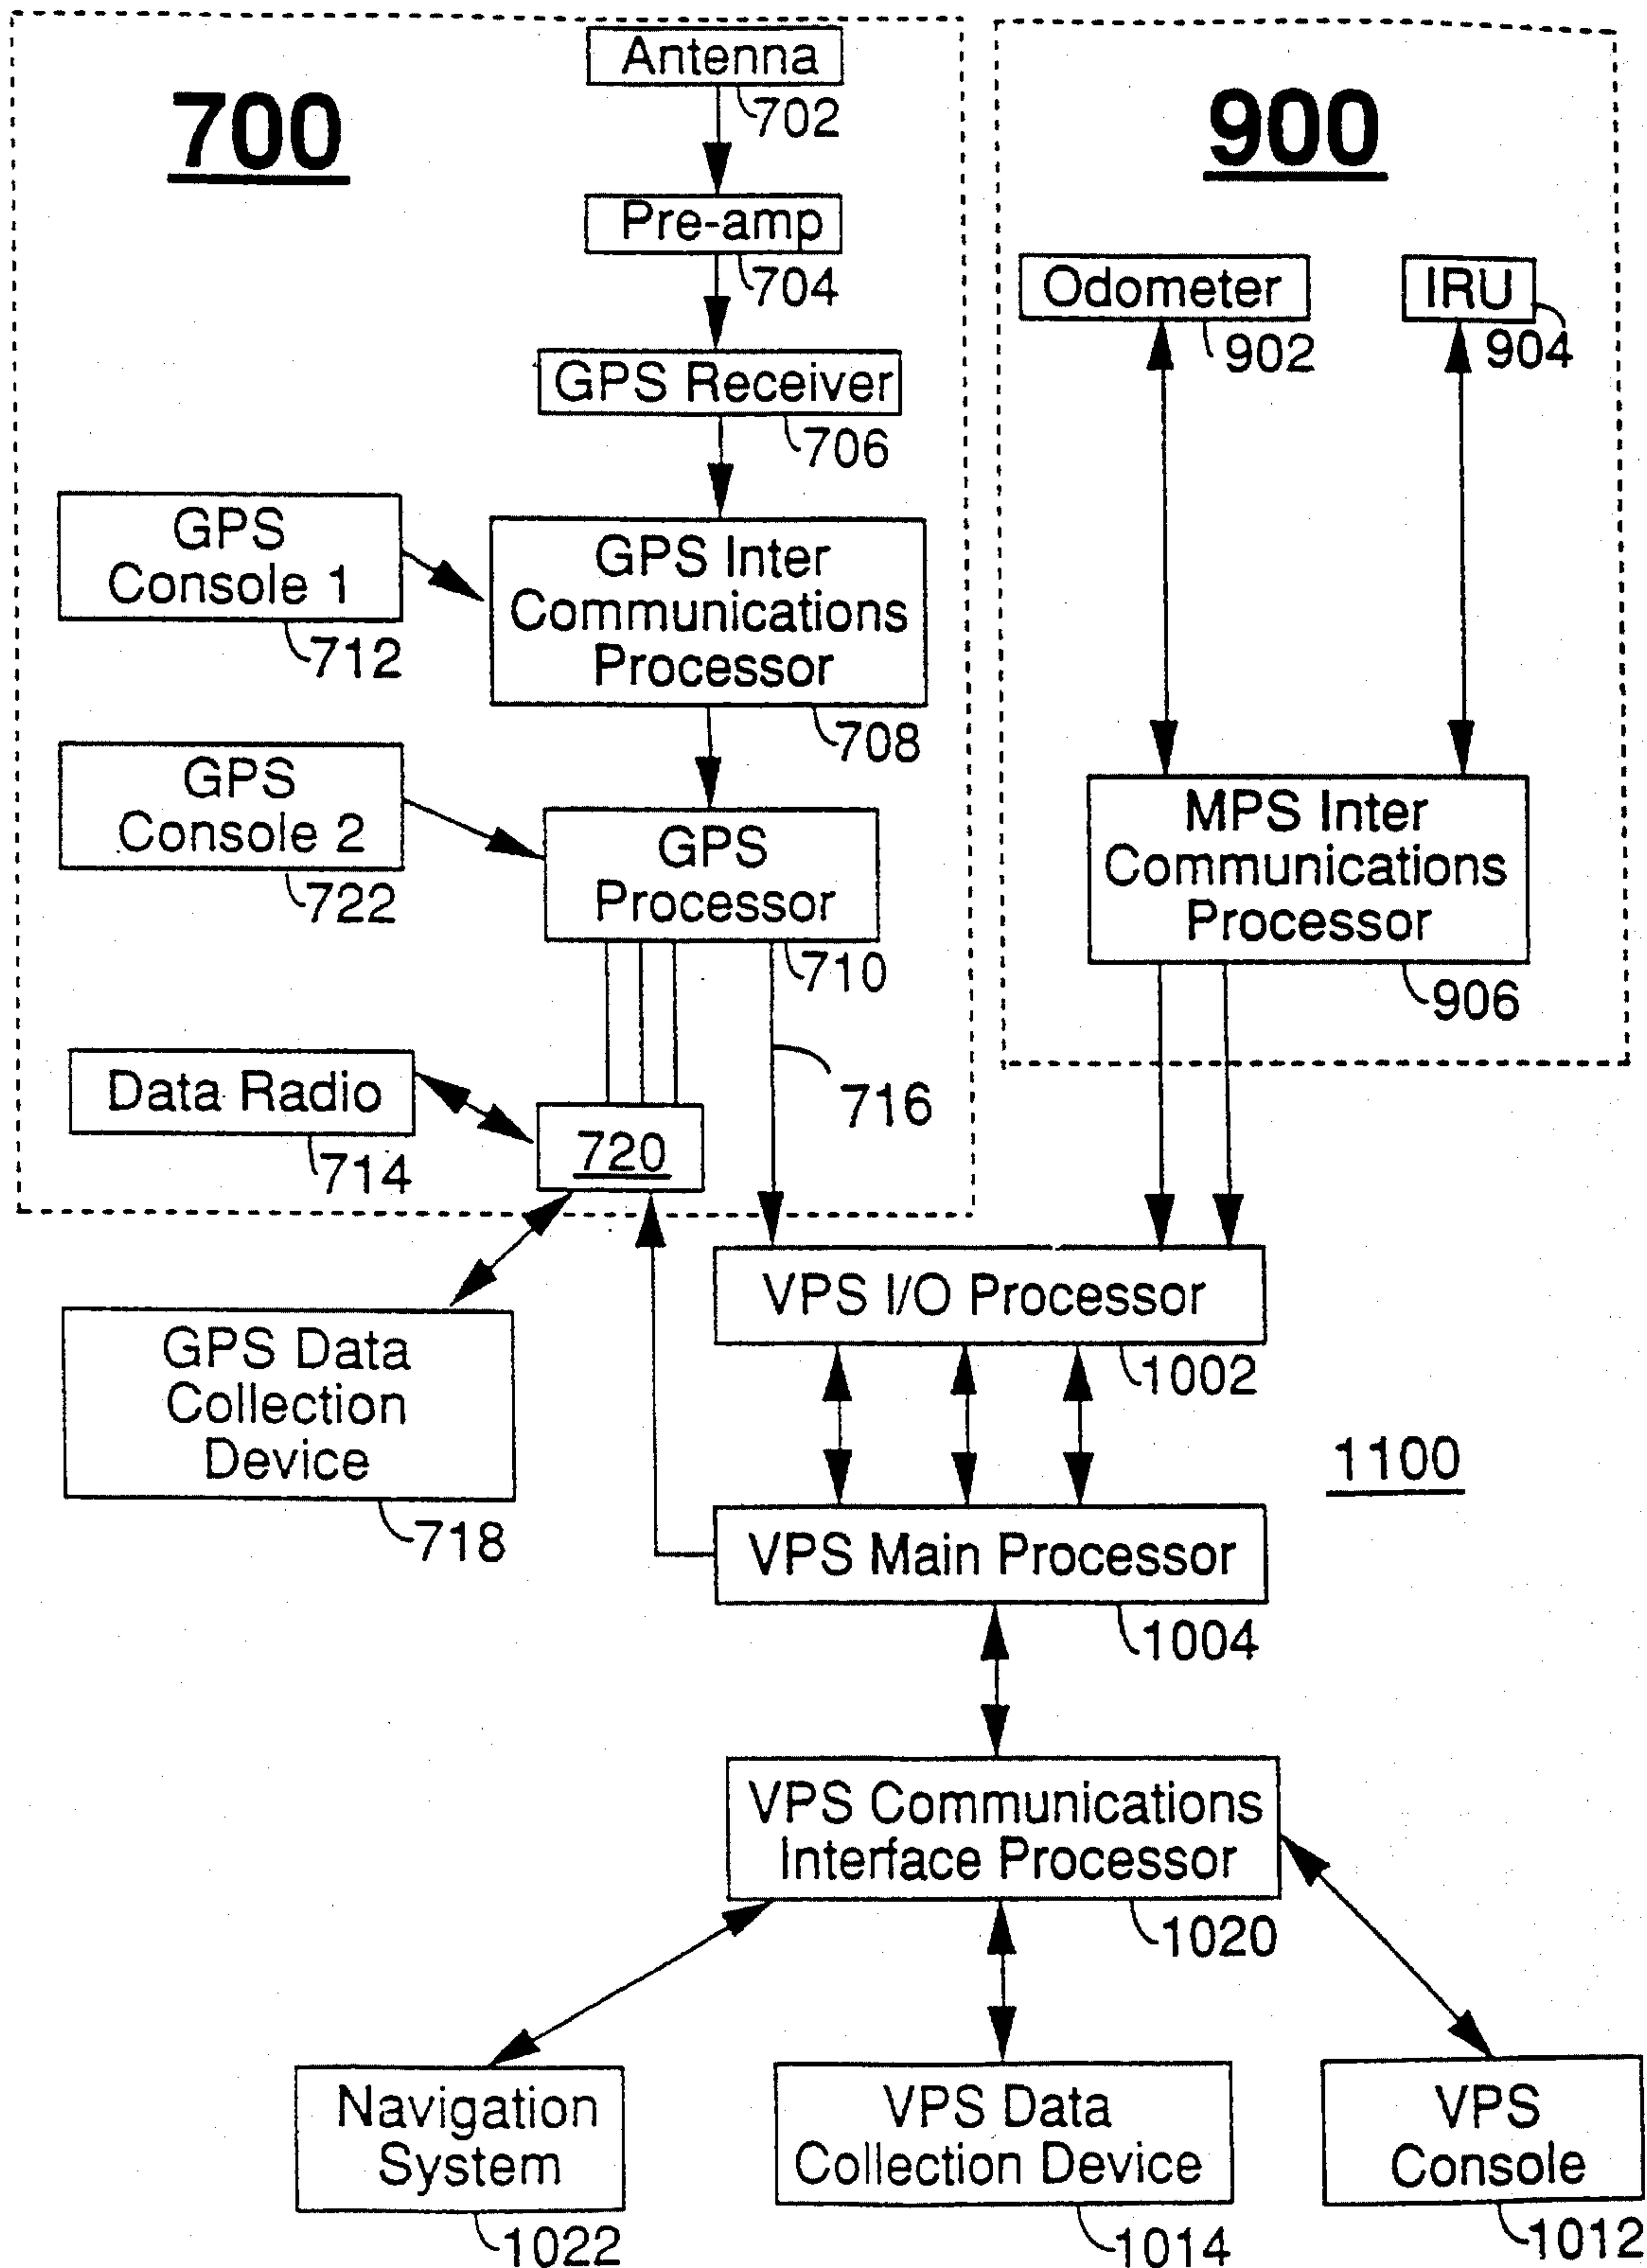 700
Antenna
702
Pre-amp
704
GPS Receiver
706
GPS
Console 1
712
GPS Inter
Communications
Processor
708
GPS
Console 2
722
GPS
Processor
710
716
Data Radio
714
720
900
Odometer
902
IRU
904
MPS Inter
Communications
Processor
906
VPS I/O Processor
1002
GPS Data
Collection
Device
718
1100
VPS Main Processor
1004
VPS Communications
Interface Processor
1020
Navigation
System
1022
VPS Data
Collection Device
1014
VPS
Console
1012